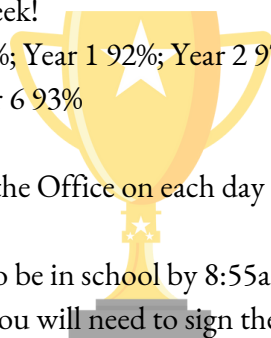 eek!
%; Year 1 92%; Year 2 9
6 93%
the Office on each day
be in school by 8:55a
ou will need to sign the